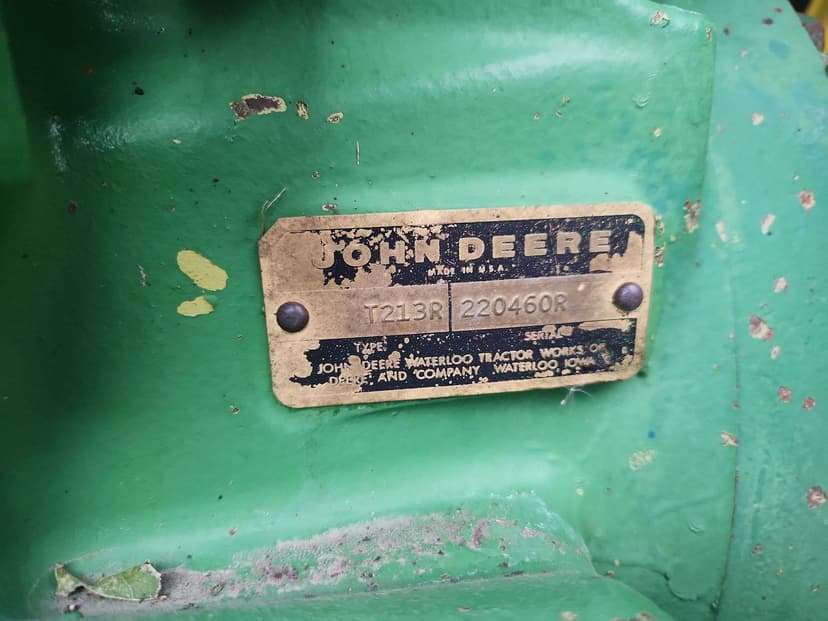 JOHN DEERE
MADE IN U.S.A.
T213R 220460R
TYPE SERIAL
JOHN DEERE WATERLOO TRACTOR WORKS OF
DEERE AND COMPANY WATERLOO IOWA